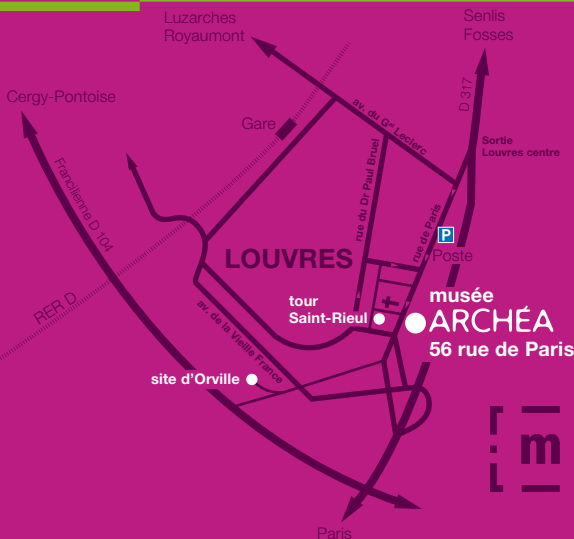 Luzarches
Royaumont
Senlis
Fosses
Cergy-Pontoise
D 317
Gare
av. du Gal Leclerc
Sortie
Louvres centre
Francilienne D 104
rue du Dr Paul Bruel
rue de Paris
P
Poste
LOUVRES
RER D
tour
Saint-Rieul
musée
ARCHÉA
56 rue de Paris
av. de la Vieille France
site d'Orville
m
Paris